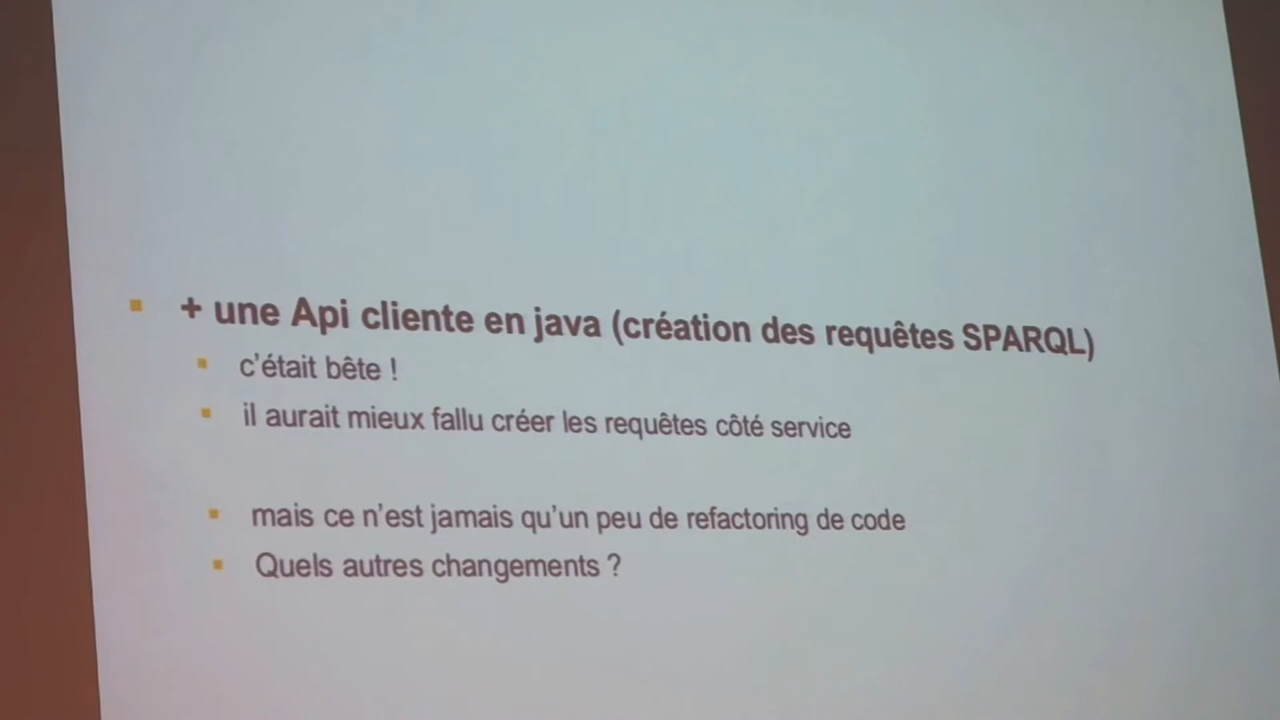 + une Api cliente en java (création des requêtes SPARQL)
c'était bête !
il aurait mieux fallu créer les requêtes côté service
mais ce n'est jamais qu'un peu de refactoring de code
Quels autres changements ?